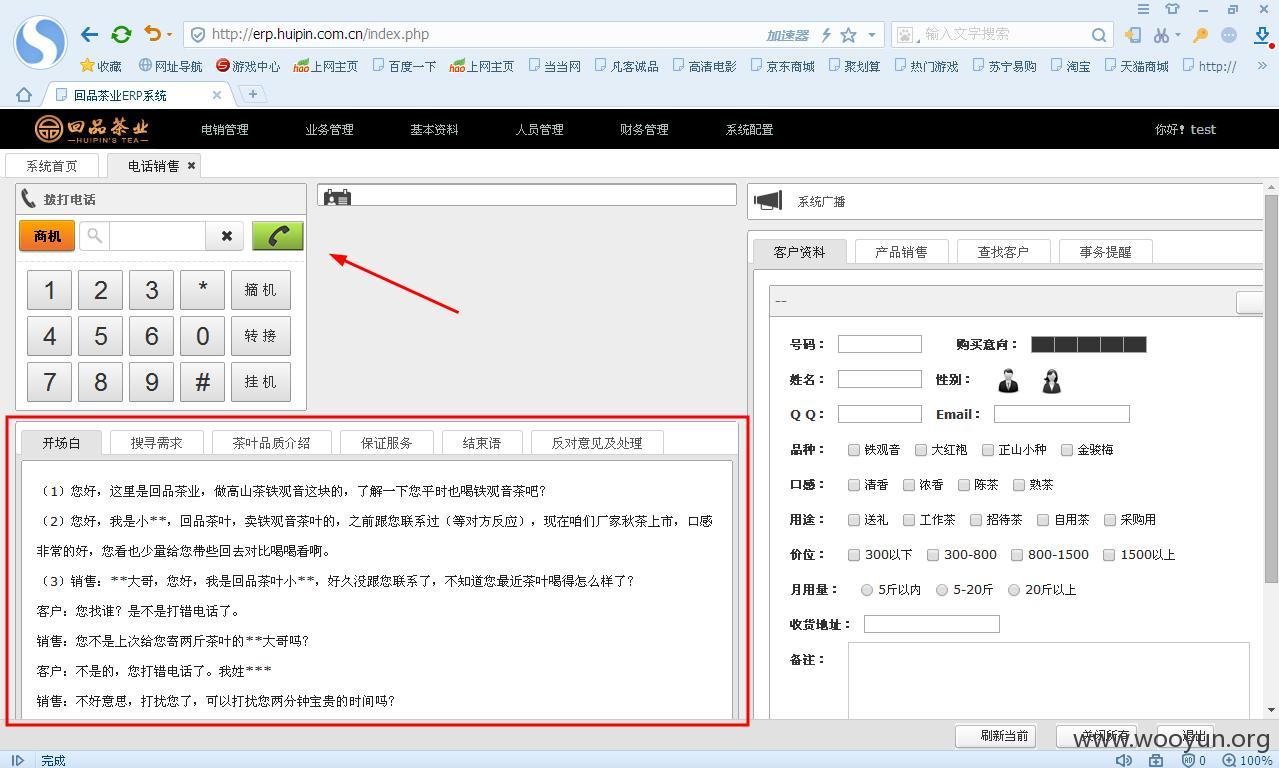 http://erp.huipin.com.cn/index.php
加速器
输入文字搜索
收藏 网址导航 游戏中心 上网主页 百度一下 上网主页 当当网 凡客诚品 高清电影 京东商城 聚划算 热门游戏 苏宁易购 淘宝 天猫商城 http:// »
回品茶业ERP系统
回品茶业 电销管理 业务管理 基本资料 人员管理 财务管理 系统配置 你好! test
HUIPIN'S TEA
系统首页 电话销售
拨打电话
系统广播
商机
客户资料 产品销售 查找客户 事务提醒
1 2 3 * 摘 机
4 5 6 0 转 接
7 8 9 # 挂 机
--
号码: 购买意向:
姓名: 性别:
Q Q: Email:
品种: 铁观音 大红袍 正山小种 金骏梅
口感: 清香 浓香 陈茶 熟茶
用途: 送礼 工作茶 招待茶 自用茶 采购用
价位: 300以下 300-800 800-1500 1500以上
月用量: 5斤以内 5-20斤 20斤以上
收货地址:
备注:
开场白 搜寻需求 茶叶品质介绍 保证服务 结束语 反对意见及处理
(1)您好,这里是回品茶业,做高山茶铁观音这块的,了解一下您平时也喝铁观音茶吧?
(2)您好,我是小**,回品茶叶,卖铁观音茶叶的,之前跟您联系过(等对方反应),现在咱们厂家秋茶上市,口感
非常的好,您看也少量给您带些回去对比喝喝看啊。
(3)销售:**大哥,您好,我是回品茶叶小**,好久没跟您联系了,不知道您最近茶叶喝得怎么样了?
客户:您找谁?是不是打错电话了。
销售:您不是上次给您寄两斤茶叶的**大哥吗?
客户:不是的,您打错电话了。我姓***
销售:不好意思,打扰您了,可以打扰您两分钟宝贵的时间吗?
刷新当前 关闭所有 退出
www.wooyun.org
完成 0 100%